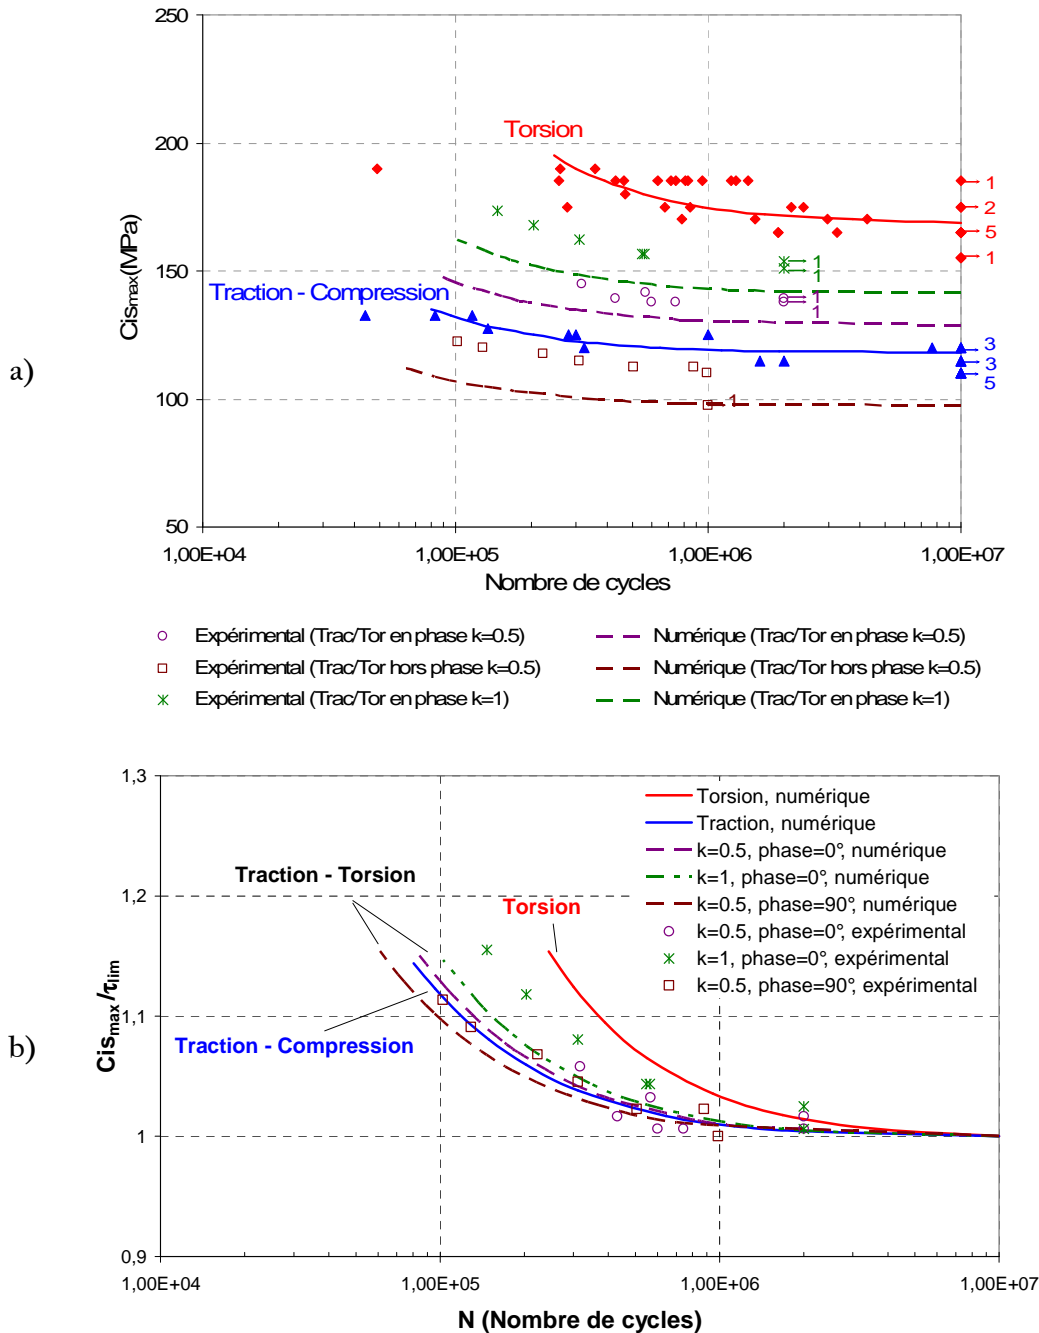 250
200
150
100
50
Cismax(MPa)
a)
Torsion
Traction - Compression
1
2
5
1
1
1
1
1
3
3
5
1
1,00E+04
1,00E+05
1,00E+06
1,00E+07
Nombre de cycles
Expérimental (Trac/Tor en phase k=0.5)
Numérique (Trac/Tor en phase k=0.5)
Expérimental (Trac/Tor hors phase k=0.5)
Numérique (Trac/Tor hors phase k=0.5)
Expérimental (Trac/Tor en phase k=1)
Numérique (Trac/Tor en phase k=1)
1,3
1,2
1,1
1
0,9
Cismax/τlim
b)
Torsion, numérique
Traction, numérique
k=0.5, phase=0°, numérique
k=1, phase=0°, numérique
k=0.5, phase=90°, numérique
k=0.5, phase=0°, expérimental
k=1, phase=0°, expérimental
k=0.5, phase=90°, expérimental
Traction - Torsion
Torsion
Traction - Compression
1,00E+04
1,00E+05
1,00E+06
1,00E+07
N (Nombre de cycles)